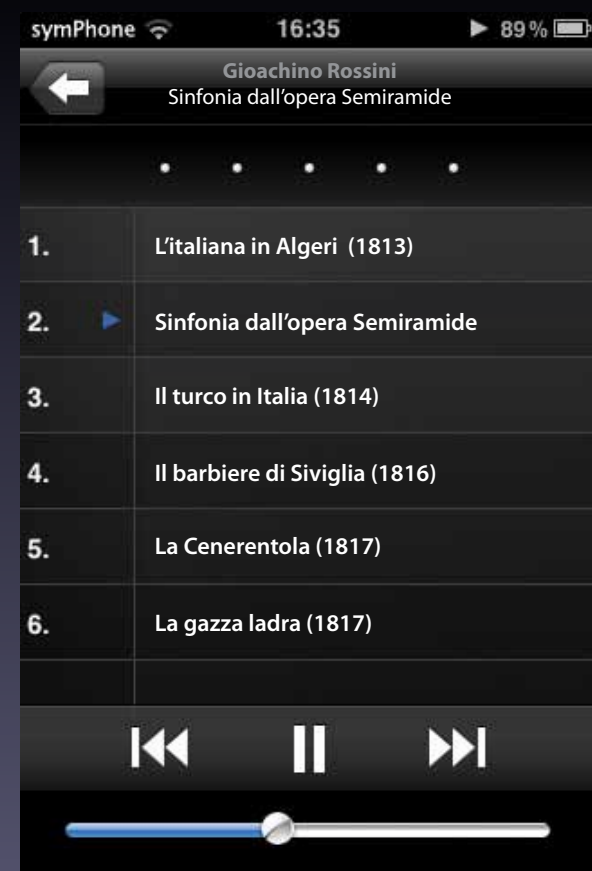 symPhone 16:35 89%
Gioachino Rossini
Sinfonia dall'opera Semiramide
1. L'italiana in Algeri (1813)
2. Sinfonia dall'opera Semiramide
3. Il turco in Italia (1814)
4. Il barbiere di Siviglia (1816)
5. La Cenerentola (1817)
6. La gazza ladra (1817)